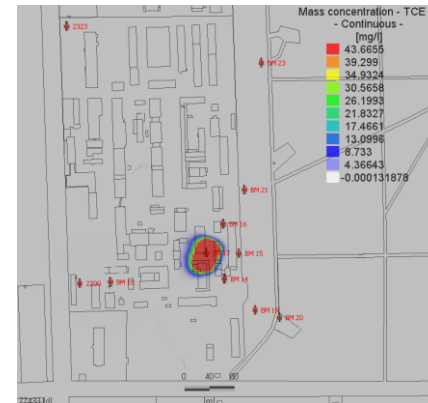 Mass concentration - TCE
- Continuous -
[mg/l]
43.6655
39.299
34.9324
30.5658
26.1993
21.8327
17.4661
13.0996
8.733
4.36643
-0.000131878
2323
BM 23
BM 21
BM 16
BM 15
BM 14
2200
BM 18
BM 20
0 40 80
[m]